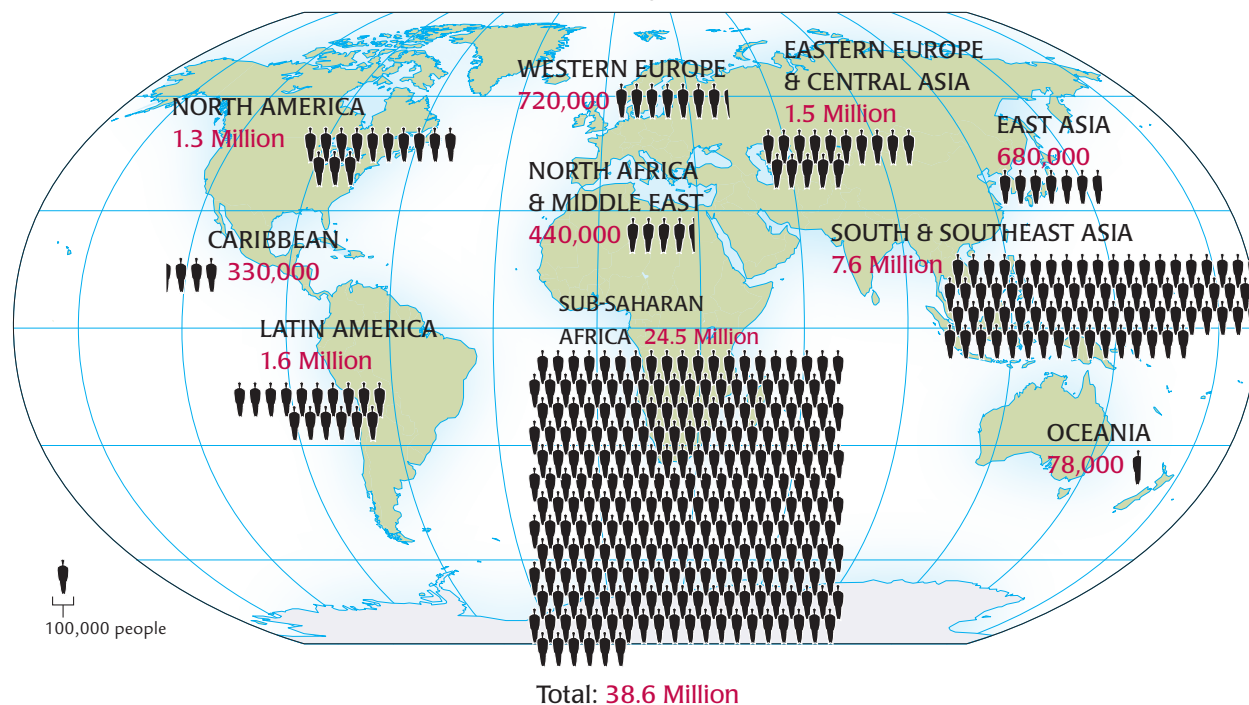 EASTERN EUROPE
& CENTRAL ASIA
1.5 Million
WESTERN EUROPE
720,000
NORTH AMERICA
1.3 Million
EAST ASIA
680,000
NORTH AFRICA
& MIDDLE EAST
440,000
CARIBBEAN
330,000
SOUTH & SOUTHEAST ASIA
7.6 Million
SUB-SAHARAN
AFRICA 24.5 Million
LATIN AMERICA
1.6 Million
OCEANIA
78,000
100,000 people
Total: 38.6 Million